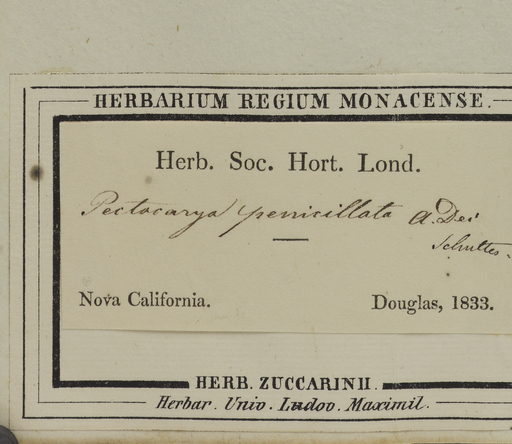 HERBARIUM REGIUM MONACENSE.
Herb. Soc. Hort. Lond.
Pectocarya penicillata A. Dei
Schultes.
Nova California. Douglas, 1833.
HERB. ZUCCARINII.
Herbar. Univ. Ludov. Maximil.